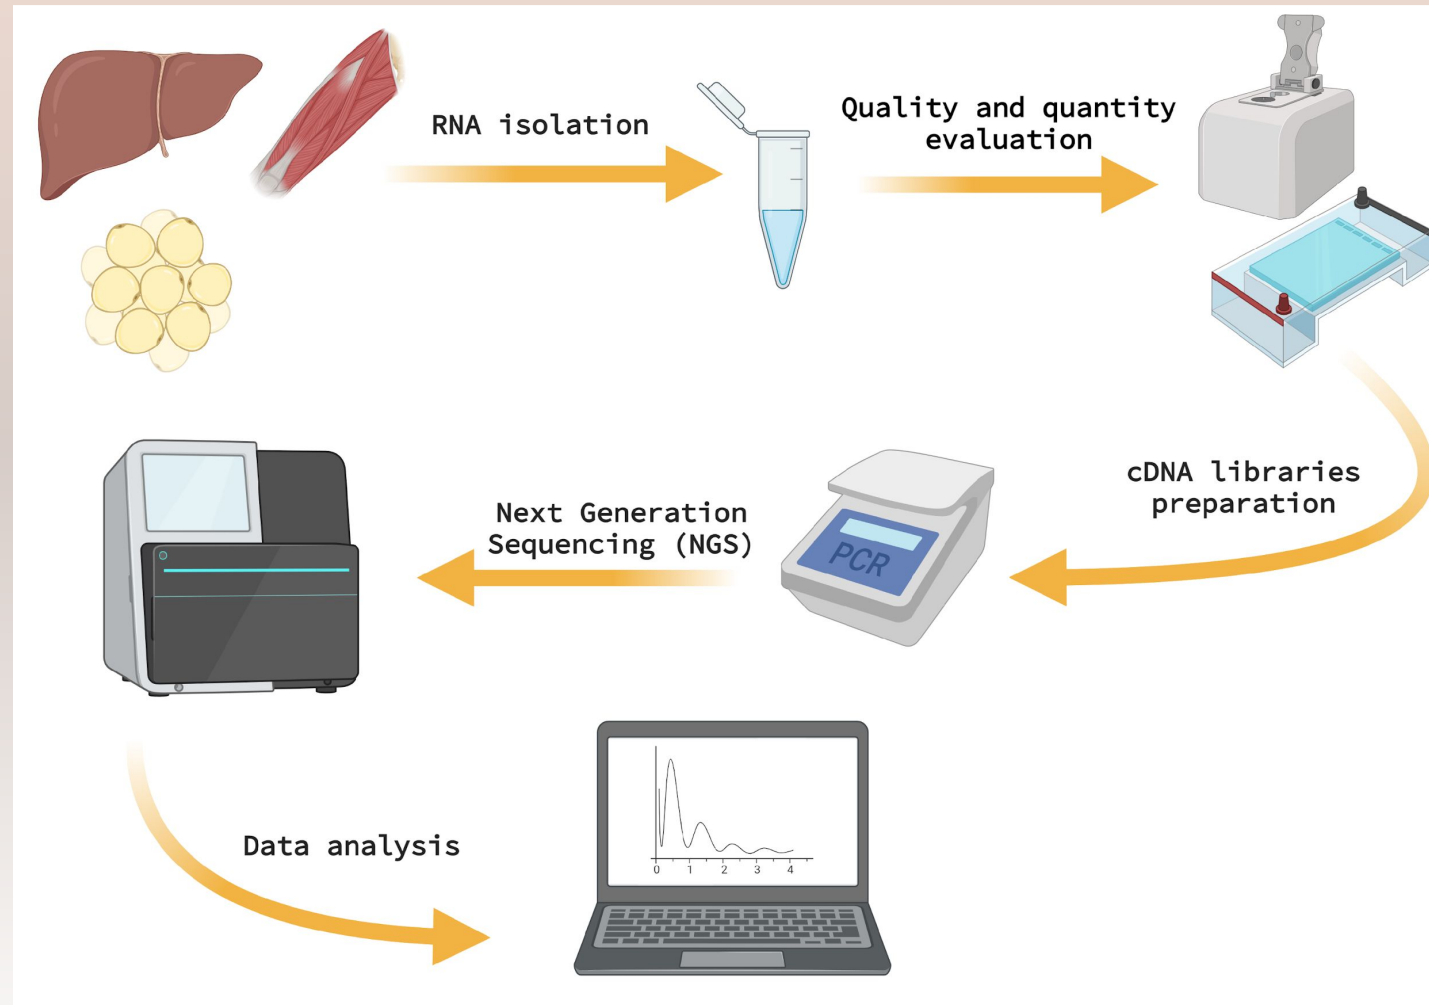 RNA isolation
Quality and quantity
evaluation
cDNA libraries
preparation
Next Generation
Sequencing (NGS)
PCR
Data analysis
0 1 2 3 4